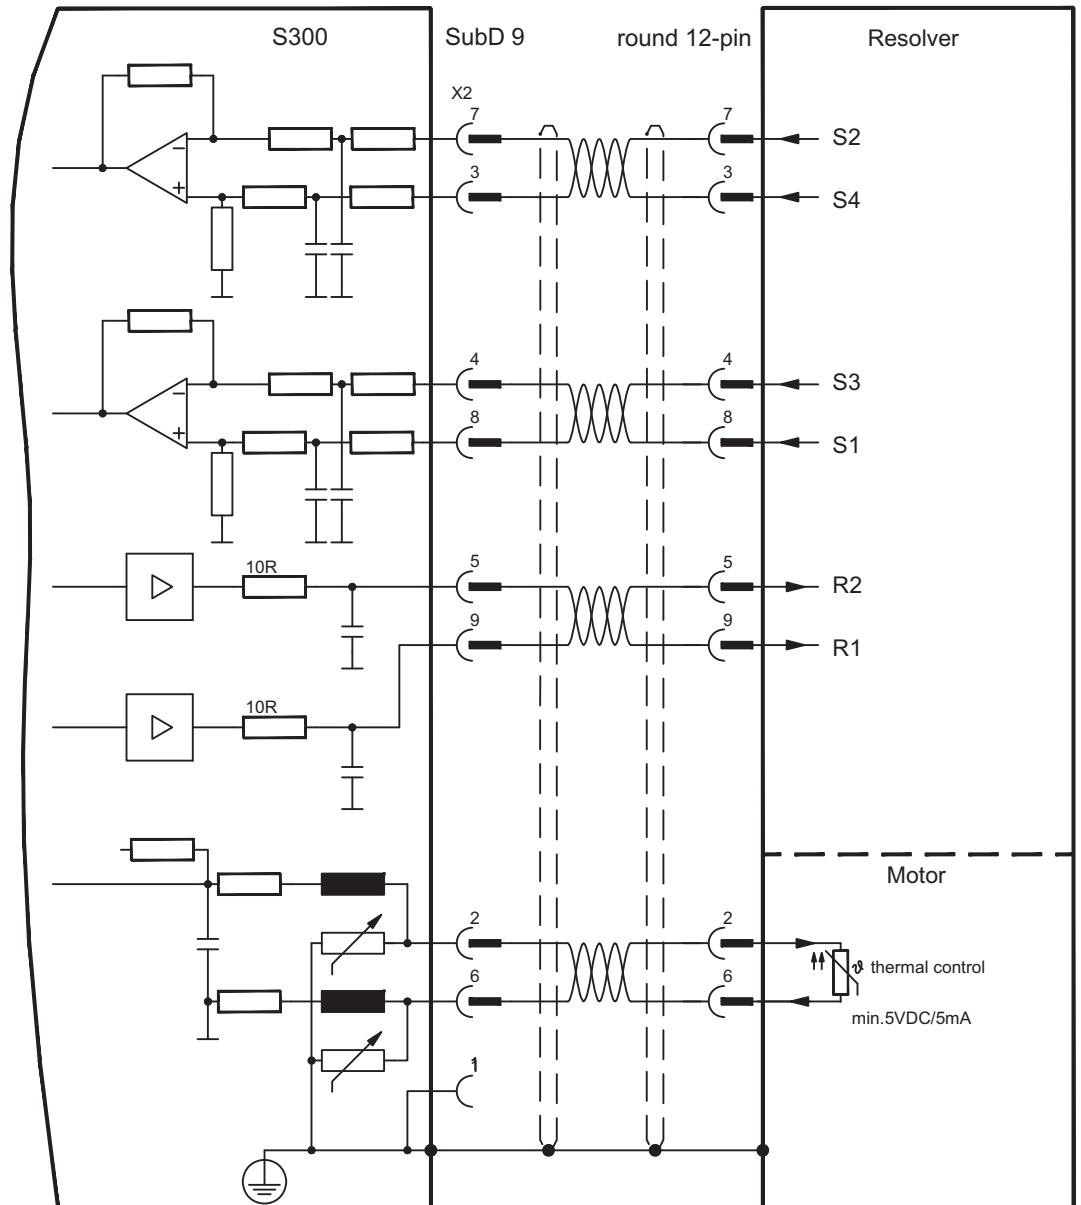 S300 SubD 9 round 12-pin Resolver
X2
7 7
S2
3 3
S4
4 4
S3
8 8
S1
10R 5 5
R2
9 9
R1
10R
Motor
2 2
ϑ thermal control
6 6
min.5VDC/5mA
1